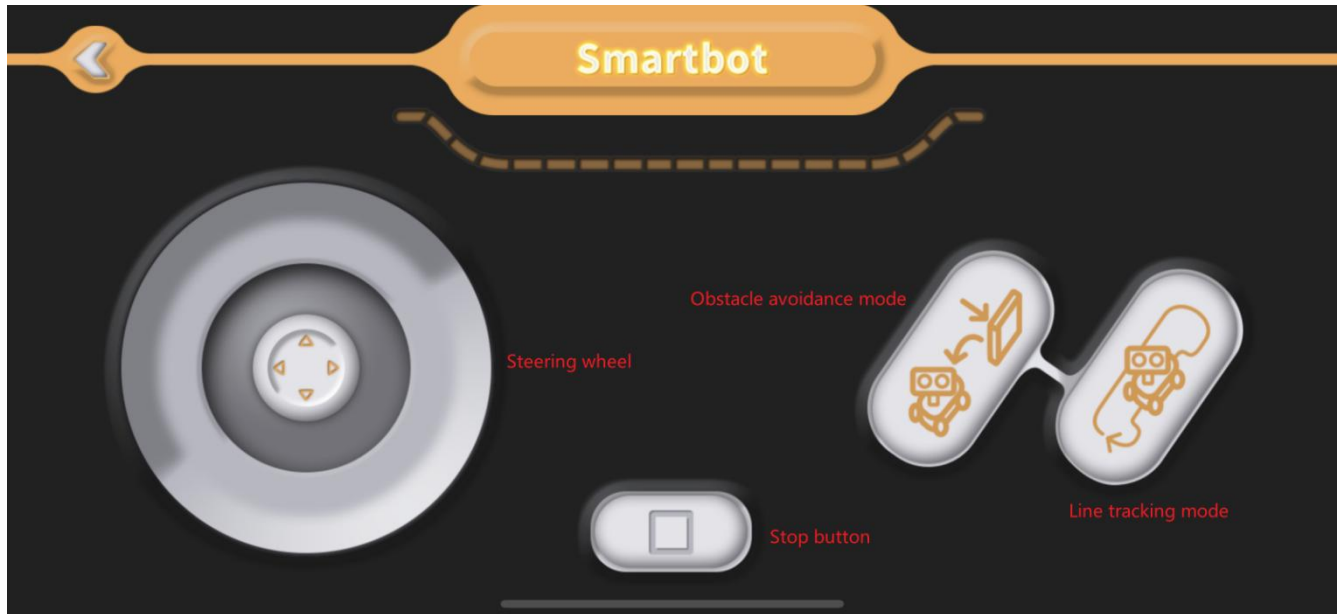 Smartbot
Obstacle avoidance mode
Steering wheel
Line tracking mode
Stop button